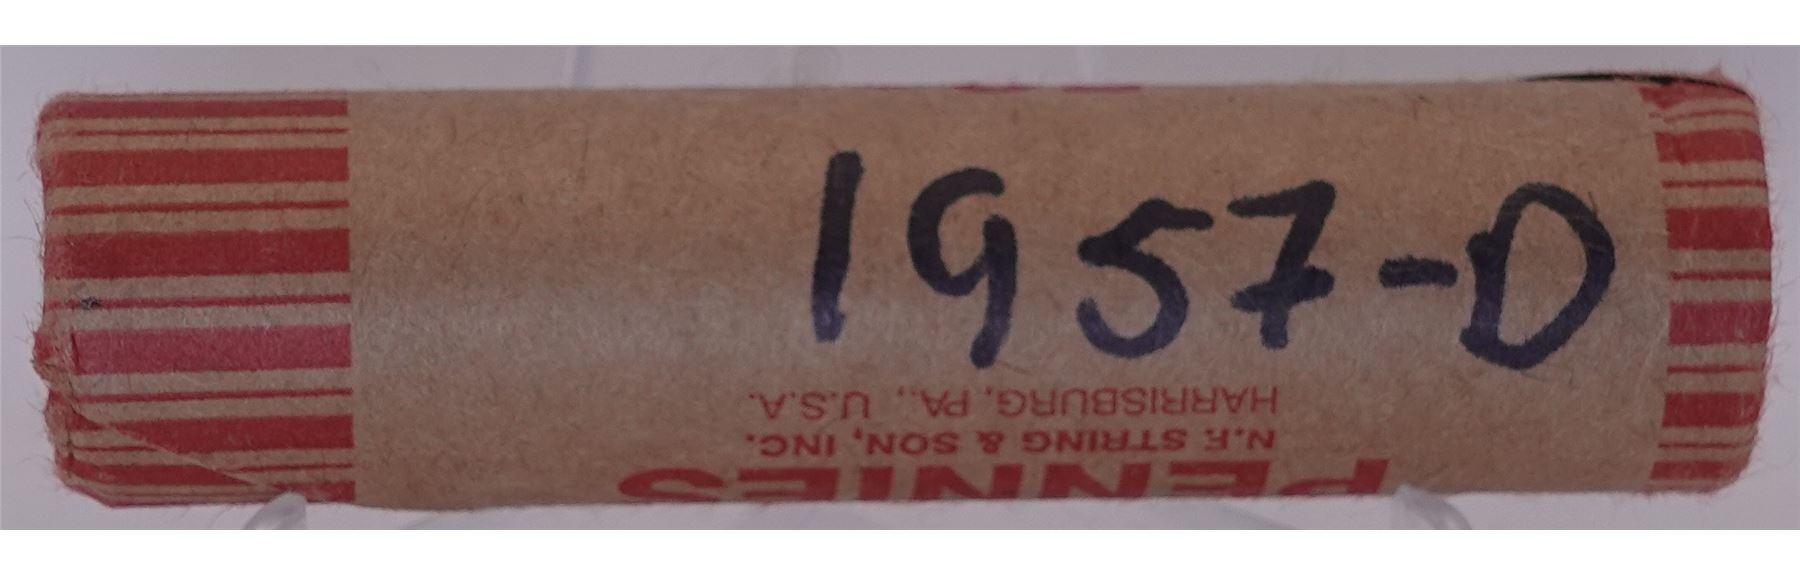 1957-D
PENNIES
N.F. STRING & SON, INC.
HARRISBURG, PA., U.S.A.